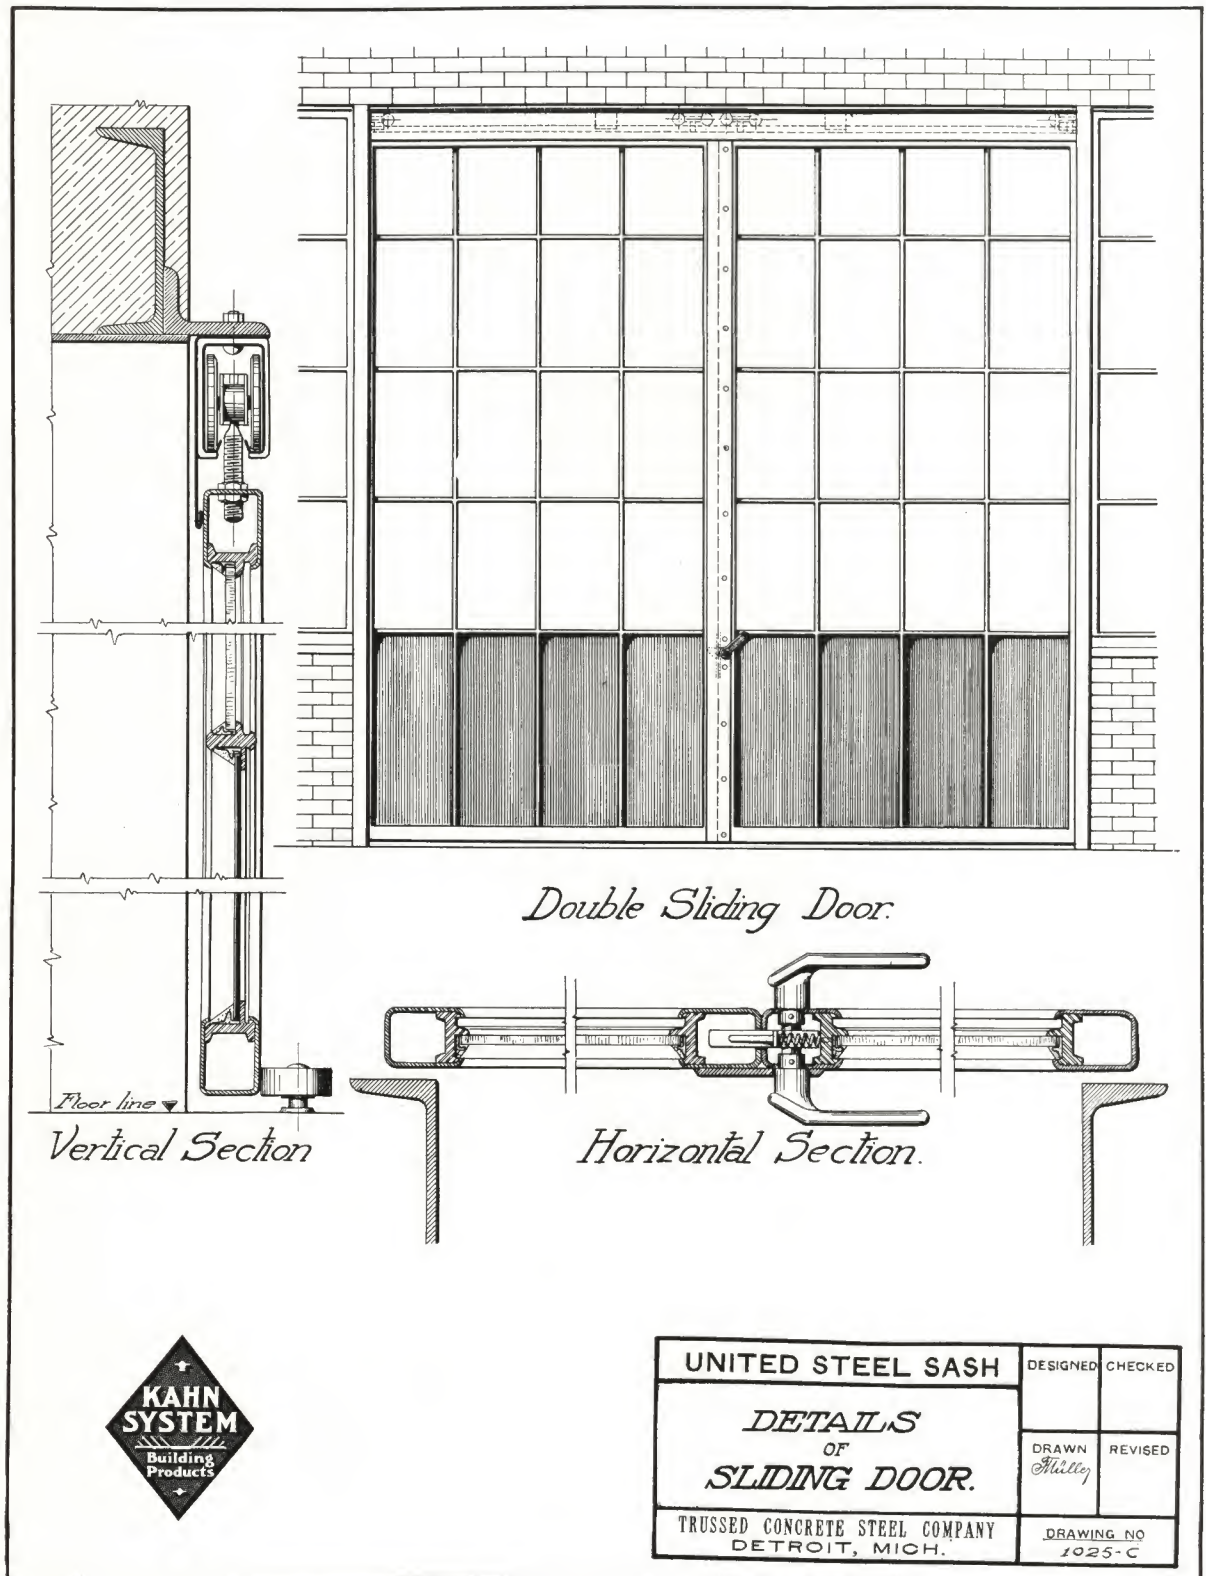 Double Sliding Door.
Floor line
Vertical Section
Horizontal Section.
KAHN
SYSTEM
Building
Products
UNITED STEEL SASH
DETAILS
OF
SLIDING DOOR.
TRUSSED CONCRETE STEEL COMPANY
DETROIT, MICH.
DESIGNED
CHECKED
DRAWN
REVISED
DRAWING NO
1025-C